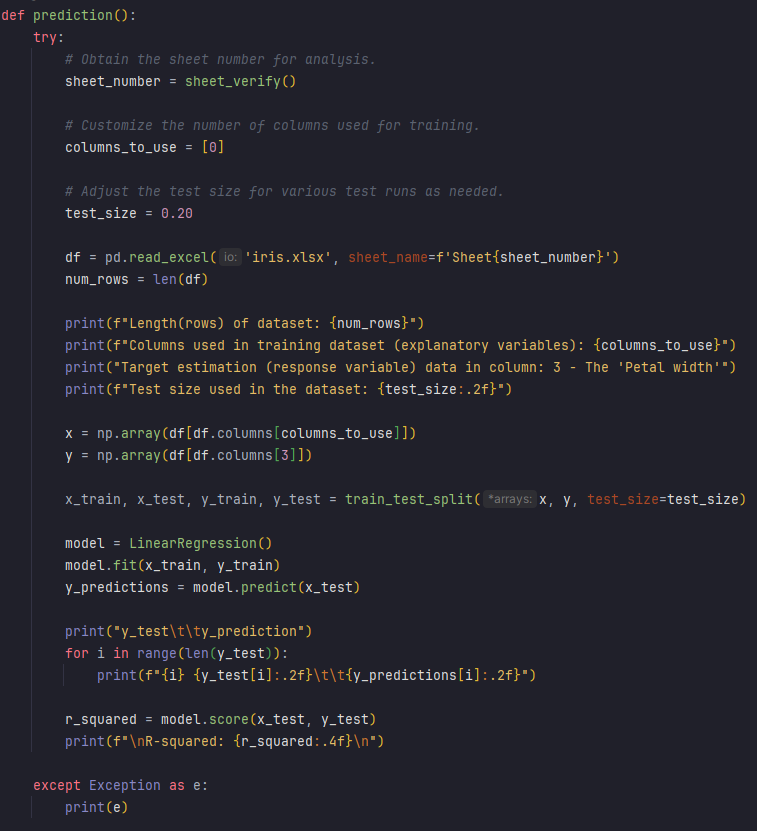 def prediction():
    try:
        # Obtain the sheet number for analysis.
        sheet_number = sheet_verify()

        # Customize the number of columns used for training.
        columns_to_use = [0]

        # Adjust the test size for various test runs as needed.
        test_size = 0.20

        df = pd.read_excel( io: 'iris.xlsx', sheet_name=f'Sheet{sheet_number}')
        num_rows = len(df)

        print(f"Length(rows) of dataset: {num_rows}")
        print(f"Columns used in training dataset (explanatory variables): {columns_to_use}")
        print("Target estimation (response variable) data in column: 3 - The 'Petal width'")
        print(f"Test size used in the dataset: {test_size:.2f}")

        x = np.array(df[df.columns[columns_to_use]])
        y = np.array(df[df.columns[3]])

        x_train, x_test, y_train, y_test = train_test_split( *arrays: x, y, test_size=test_size)

        model = LinearRegression()
        model.fit(x_train, y_train)
        y_predictions = model.predict(x_test)

        print("y_test\t\ty_prediction")
        for i in range(len(y_test)):
            print(f"{i} {y_test[i]:.2f}\t\t{y_predictions[i]:.2f}")

        r_squared = model.score(x_test, y_test)
        print(f"\nR-squared: {r_squared:.4f}\n")

    except Exception as e:
        print(e)